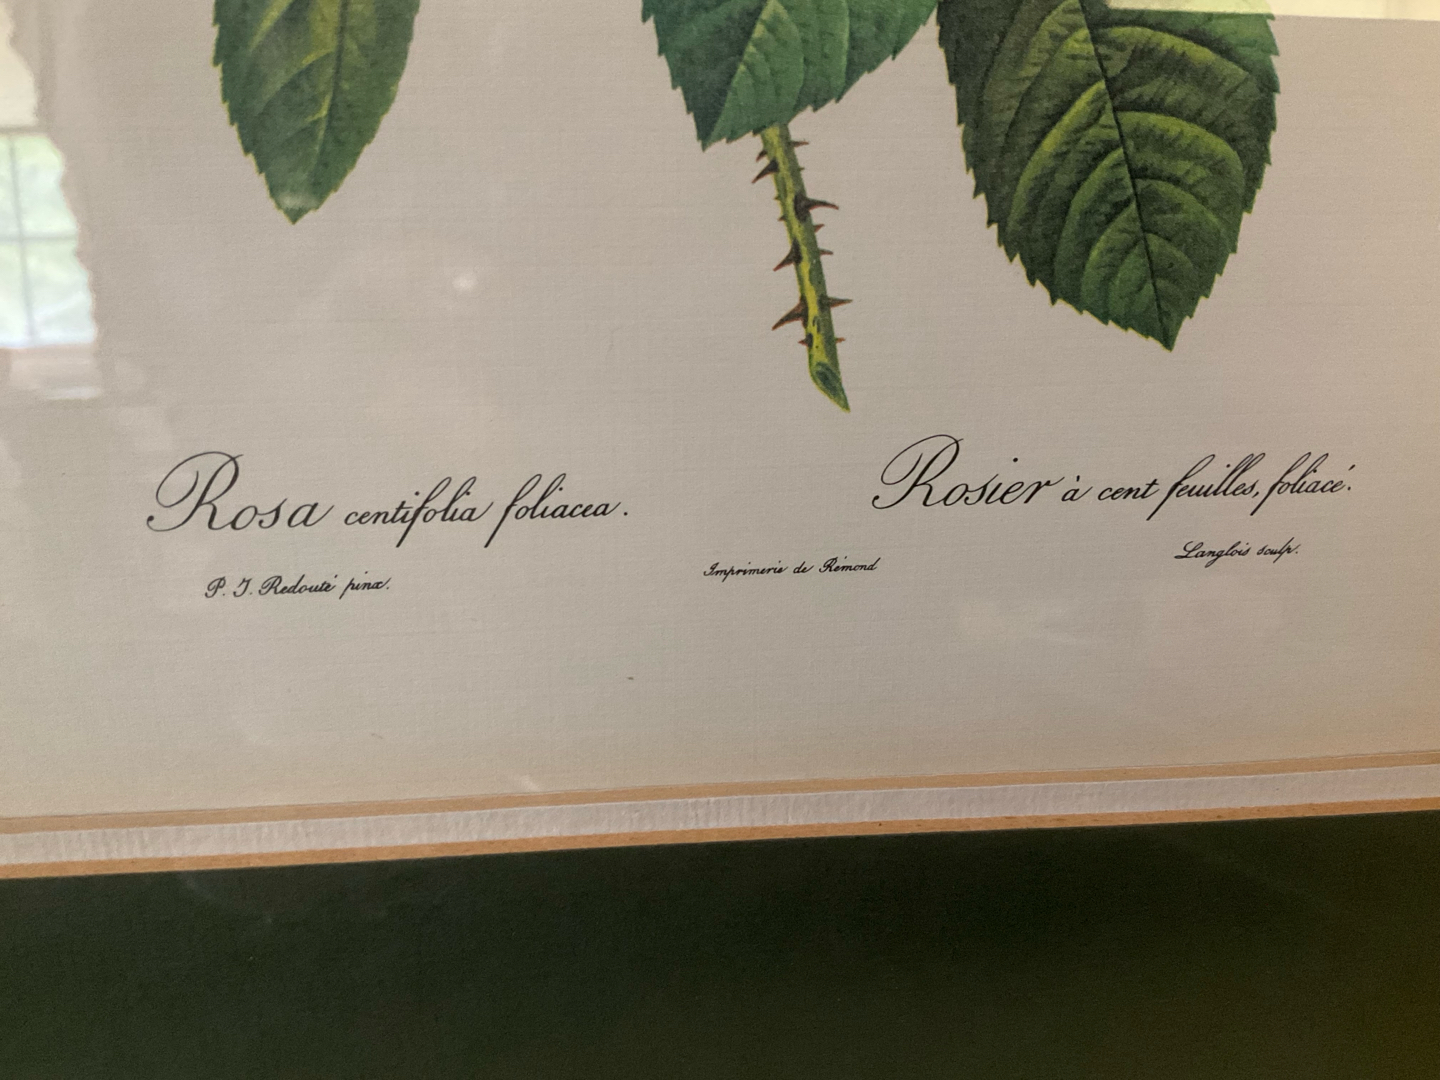 Rosa centifolia foliacea.
Rosier à cent feuilles, foliacé.
P. J. Redouté pinx.
Imprimerie de Rémond
Langlois sculp.